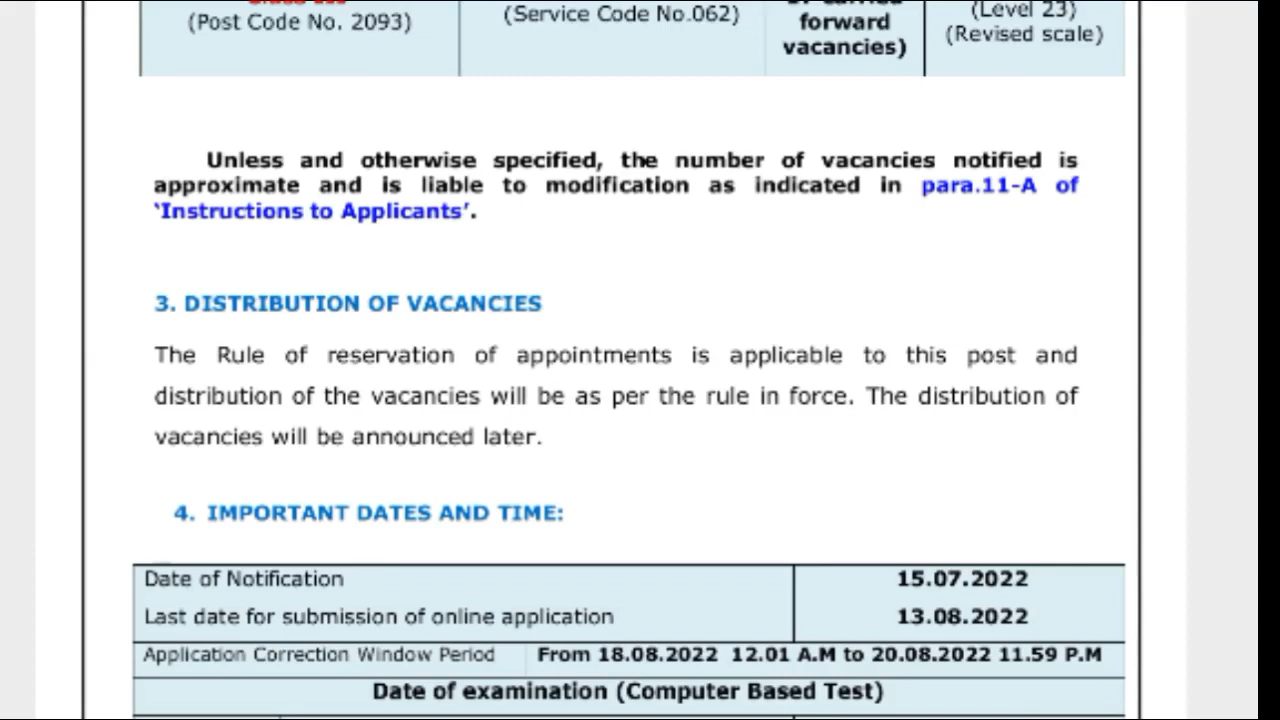 (Post Code No. 2093)
(Service Code No.062)
forward
vacancies)
(Level 23)
(Revised scale)
Unless and otherwise specified, the number of vacancies notified is
approximate and is liable to modification as indicated in para.11-A of
‘Instructions to Applicants’.
3. DISTRIBUTION OF VACANCIES
The Rule of reservation of appointments is applicable to this post and
distribution of the vacancies will be as per the rule in force. The distribution of
vacancies will be announced later.
4. IMPORTANT DATES AND TIME:
Date of Notification 15.07.2022
Last date for submission of online application 13.08.2022
Application Correction Window Period From 18.08.2022 12.01 A.M to 20.08.2022 11.59 P.M
Date of examination (Computer Based Test)